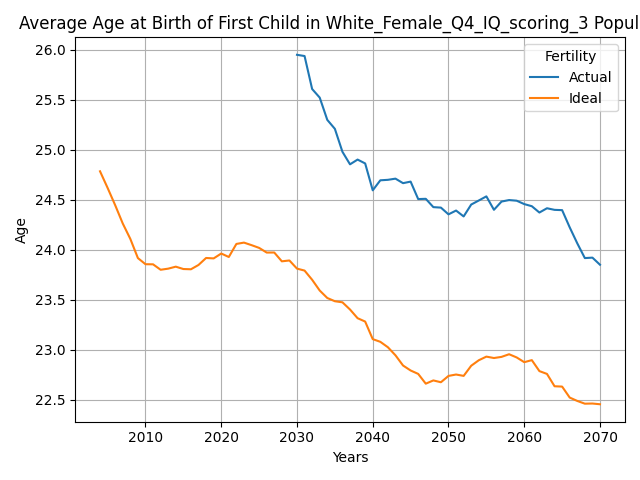 Average Age at Birth of First Child in White_Female_Q4_IQ_scoring_3 Popul
26.0
25.5
25.0
24.5
24.0
23.5
23.0
22.5
Age
Fertility
Actual
Ideal
2010 2020 2030 2040 2050 2060 2070
Years